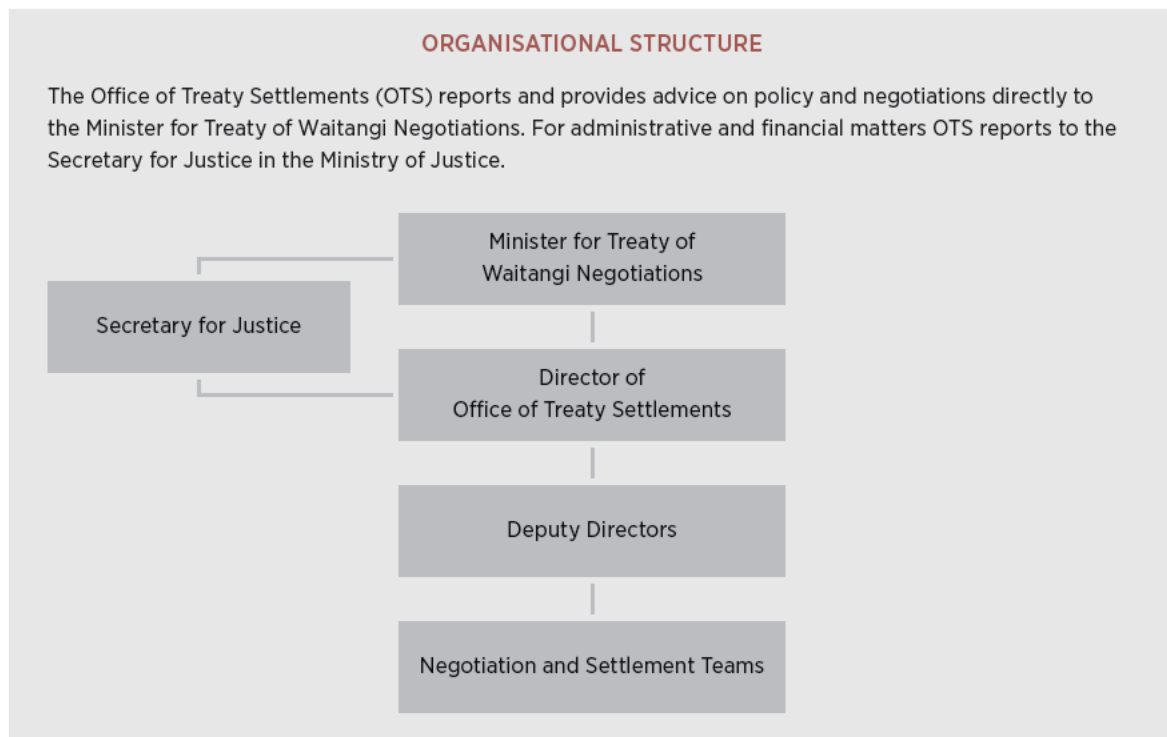 ORGANISATIONAL STRUCTURE
The Office of Treaty Settlements (OTS) reports and provides advice on policy and negotiations directly to
the Minister for Treaty of Waitangi Negotiations. For administrative and financial matters OTS reports to the
Secretary for Justice in the Ministry of Justice.
Minister for Treaty of
Waitangi Negotiations
Secretary for Justice
Director of
Office of Treaty Settlements
Deputy Directors
Negotiation and Settlement Teams